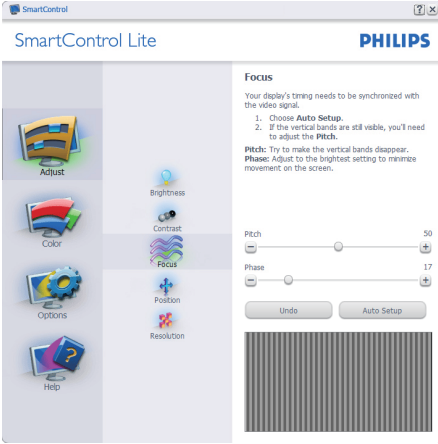 SmartControl
SmartControl Lite
PHILIPS
Adjust
Color
Options
Help
Brightness
Contrast
Focus
Position
Resolution
Focus
Your display's timing needs to be synchronized with
the video signal.
1. Choose Auto Setup.
2. If the vertical bands are still visible, you'll need
to adjust the Pitch.
Pitch: Try to make the vertical bands disappear.
Phase: Adjust to the brightest setting to minimize
movement on the screen.
Pitch 50
Phase 17
Undo Auto Setup